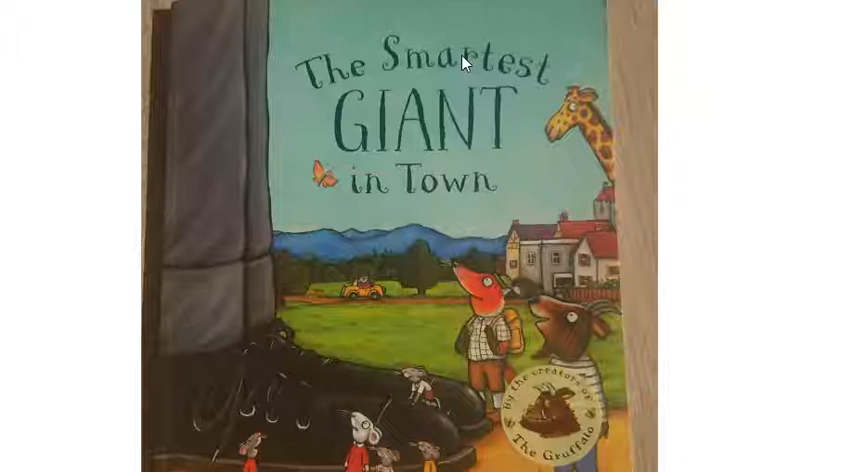 The Smartest
GIANT
in Town
By the creators of
The Gruffalo